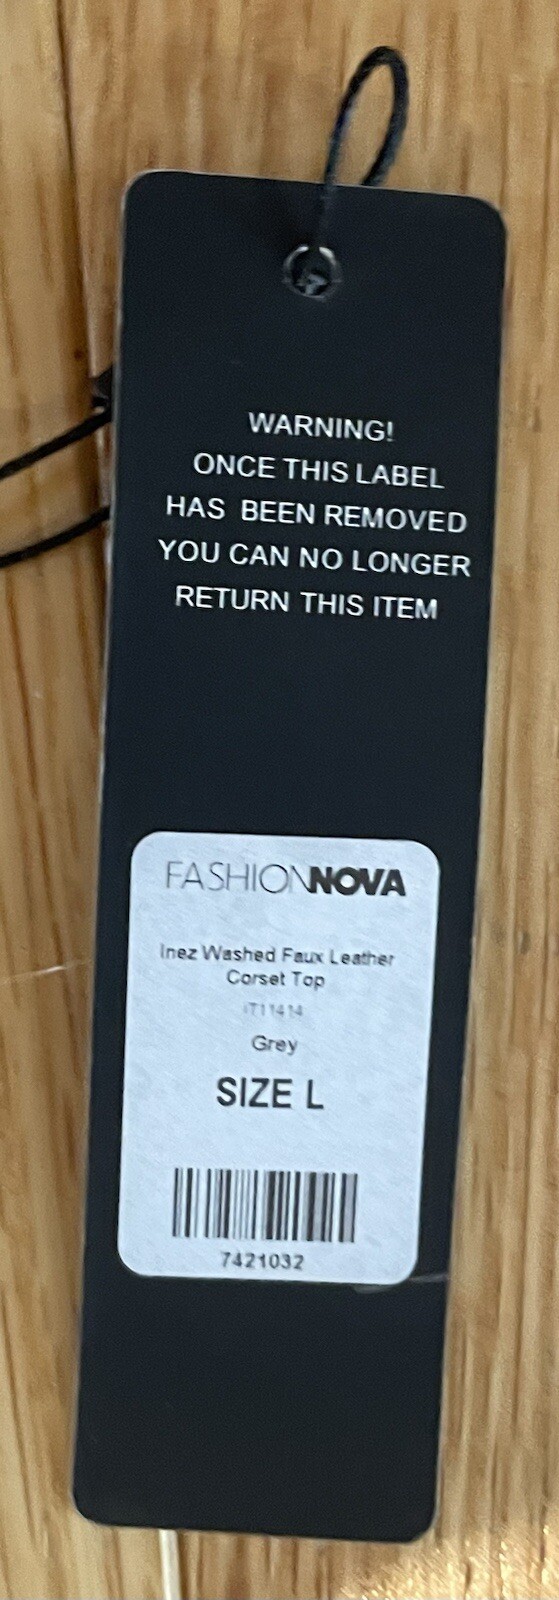 WARNING!
ONCE THIS LABEL
HAS BEEN REMOVED
YOU CAN NO LONGER
RETURN THIS ITEM
FASHIONNOVA
Inez Washed Faux Leather
Corset Top
IT11414
Grey
SIZE L
7421032